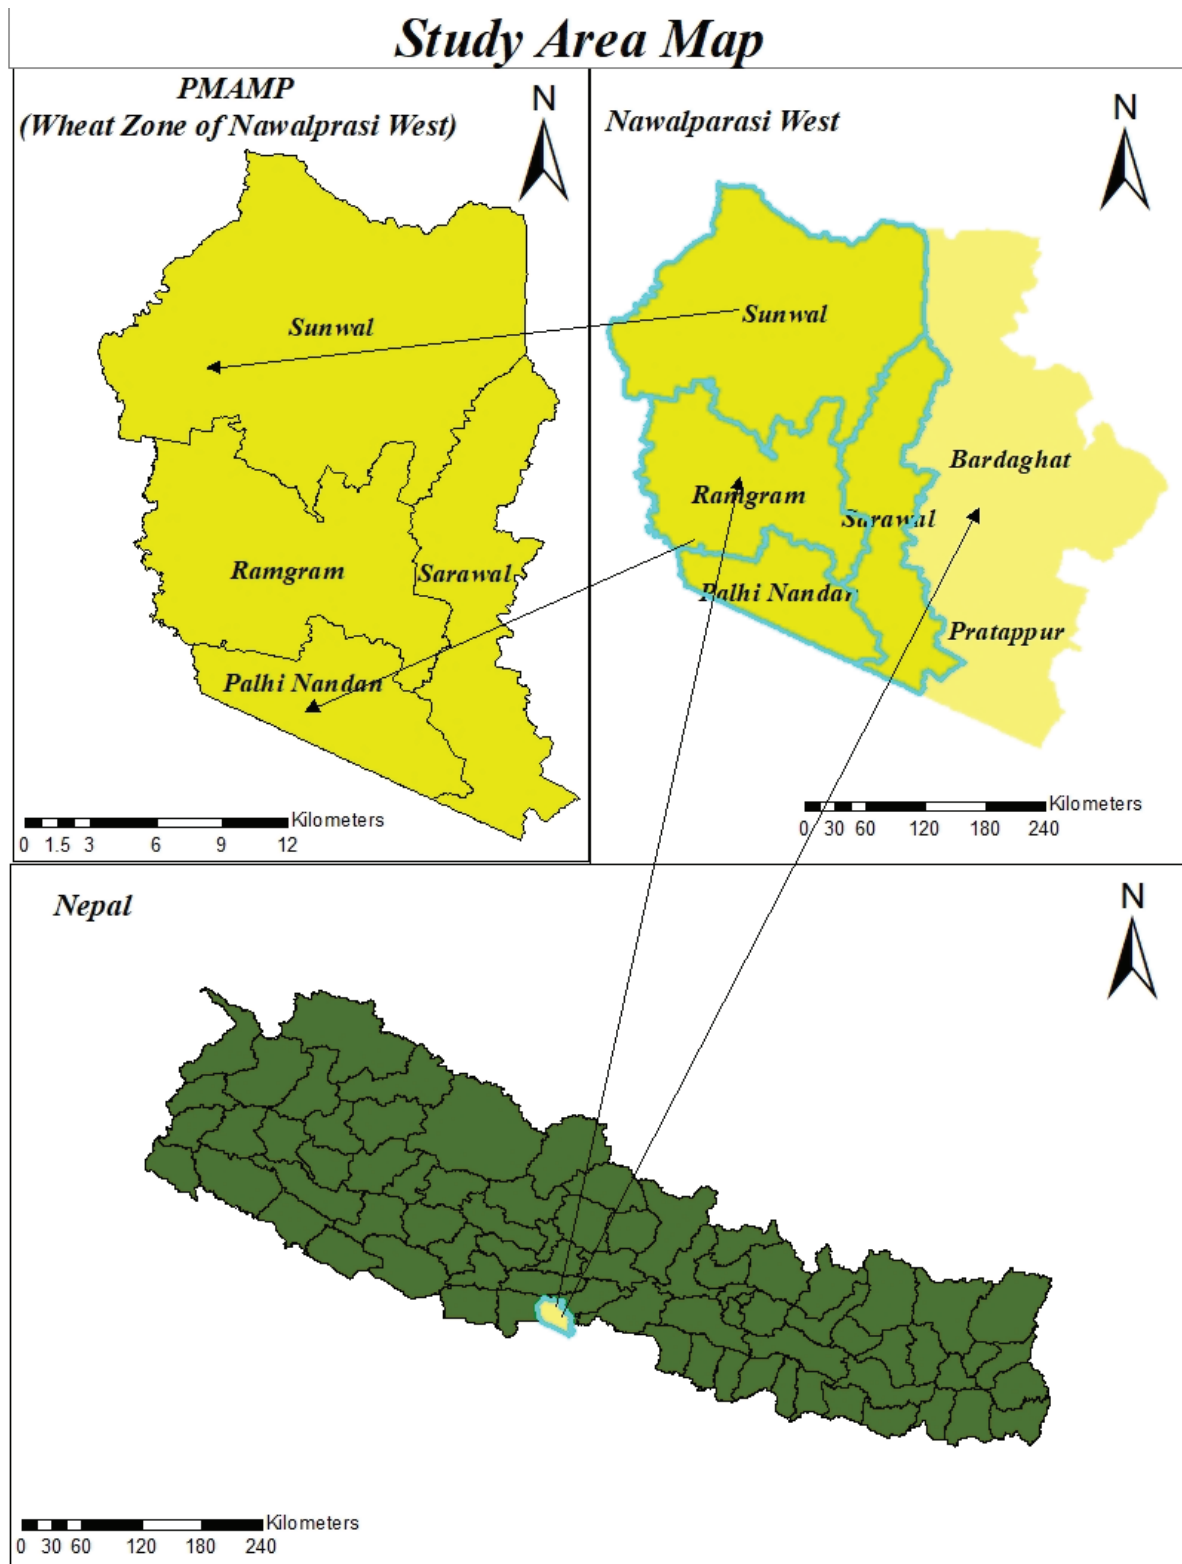 Study Area Map
PMAMP
(Wheat Zone of Nawalprasi West)
N
Sunwal
Ramgram
Sarawal
Palhi Nandan
Kilometers
0 1.5 3 6 9 12
Nawalparasi West
N
Sunwal
Bardaghat
Ramgram
Sarawal
Palhi Nandan
Pratappur
Kilometers
0 30 60 120 180 240
Nepal
N
Kilometers
0 30 60 120 180 240